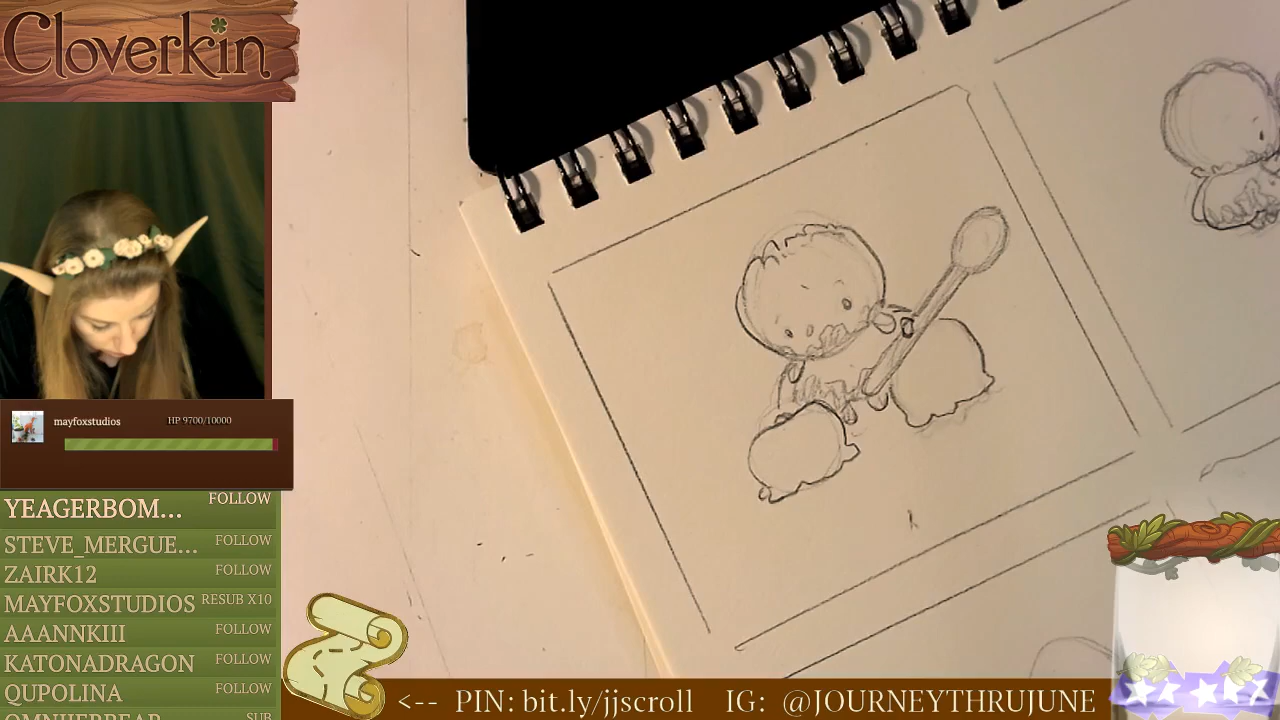 Cloverkin
mayfoxstudios HP 9700/10000
YEAGERBOM... FOLLOW
STEVE_MERGUE... FOLLOW
ZAIRK12 FOLLOW
MAYFOXSTUDIOS RESUB X10
AAANNKIII FOLLOW
KATONADRAGON FOLLOW
QUPOLINA FOLLOW
SUB
<-- PIN: bit.ly/jjscroll IG: @JOURNEYTHRUJUNE